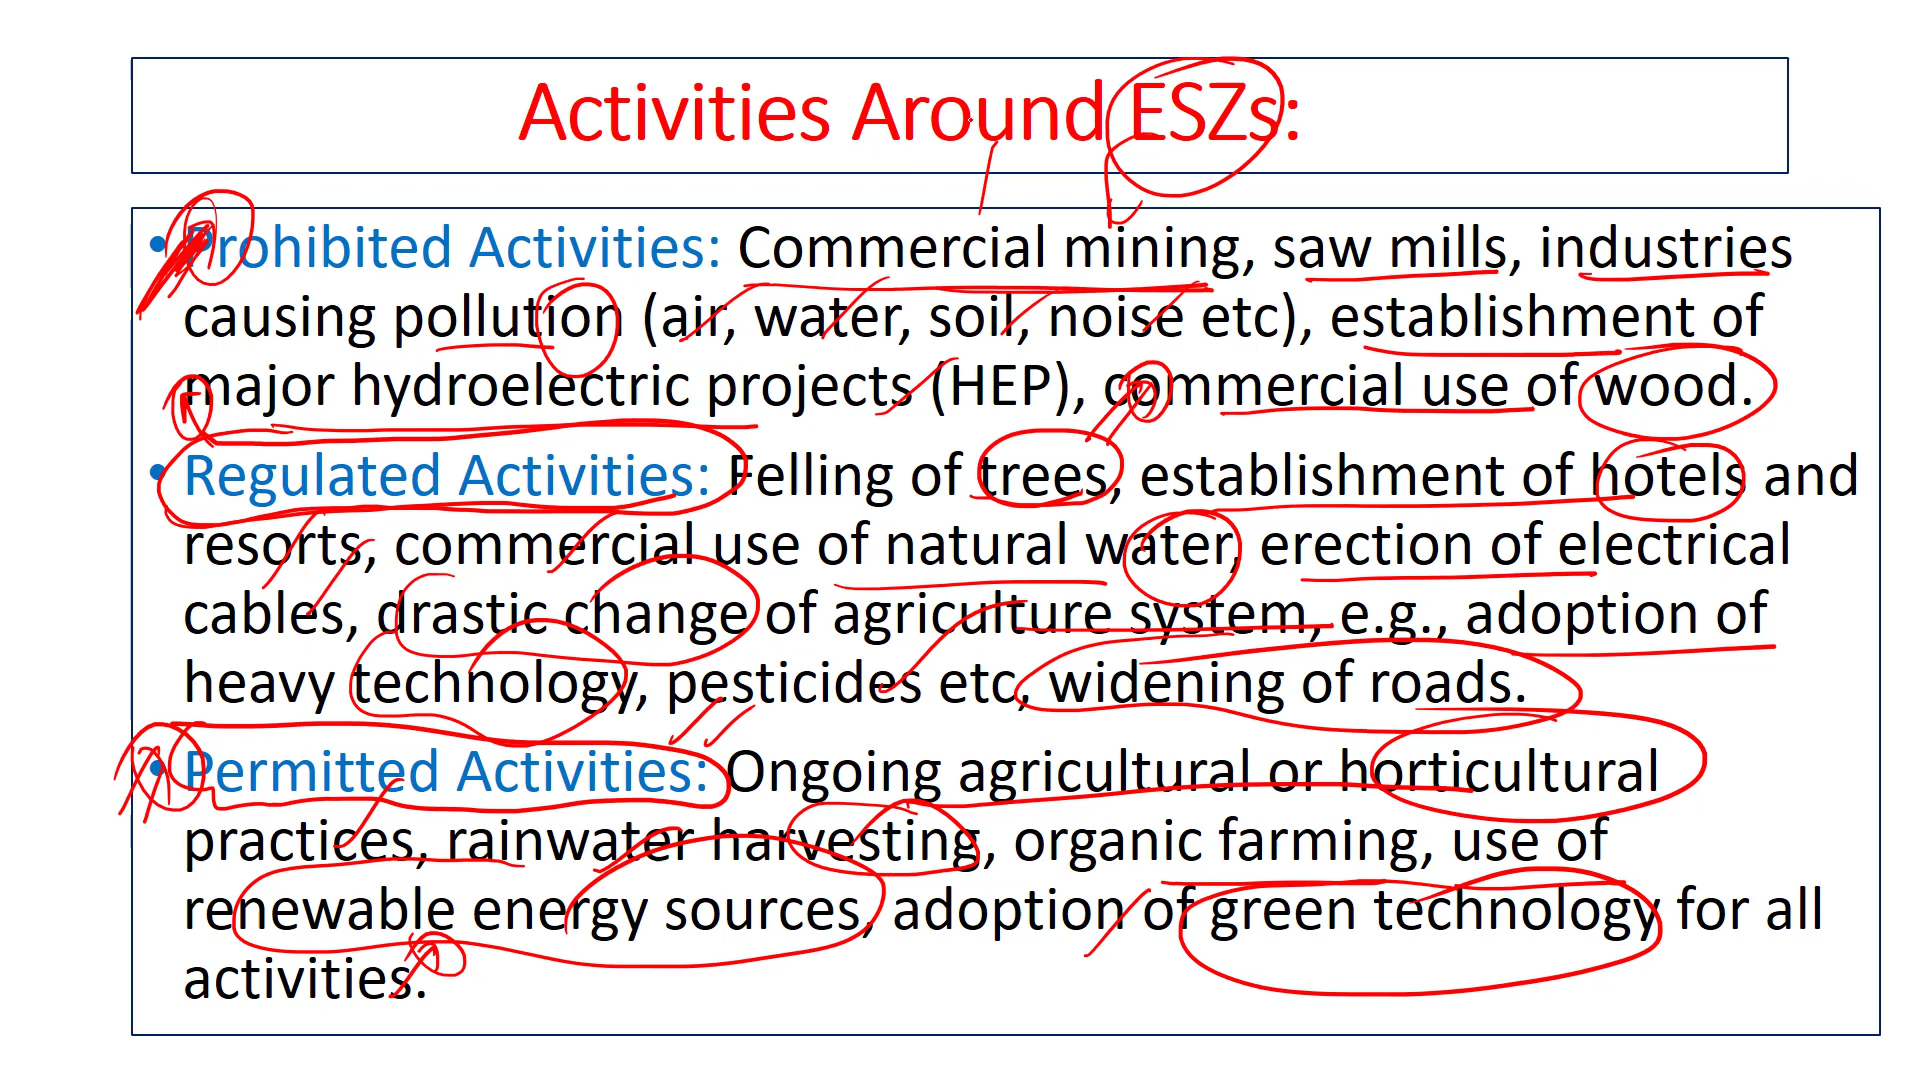 Activities Around ESZs:
• Prohibited Activities: Commercial mining, saw mills, industries
causing pollution (air, water, soil, noise etc), establishment of
major hydroelectric projects (HEP), commercial use of wood.
• Regulated Activities: Felling of trees, establishment of hotels and
resorts, commercial use of natural water, erection of electrical
cables, drastic change of agriculture system, e.g., adoption of
heavy technology, pesticides etc, widening of roads.
• Permitted Activities: Ongoing agricultural or horticultural
practices, rainwater harvesting, organic farming, use of
renewable energy sources, adoption of green technology for all
activities.